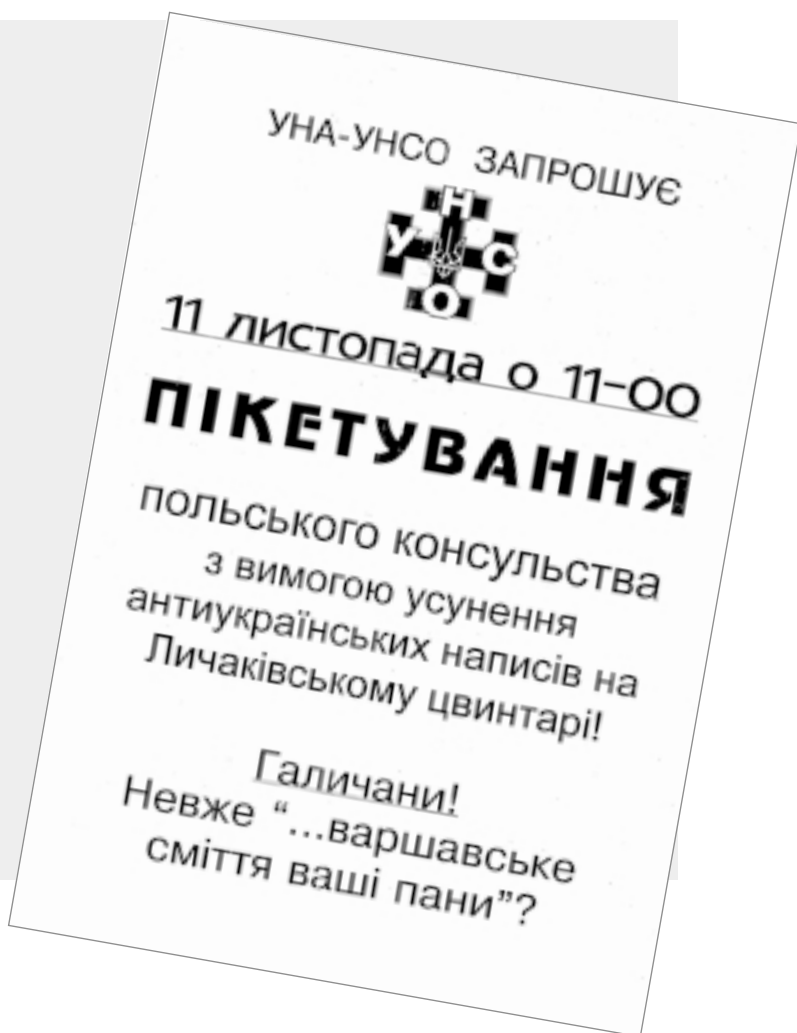 УНА-УНСО ЗАПРОШУЄ
Н
У С
О
11 листопада о 11-00
ПІКЕТУВАННЯ
польського консульства
з вимогою усунення
антиукраїнських написів на
Личаківському цвинтарі!
Галичани!
Невже “...варшавське
сміття ваші пани”?